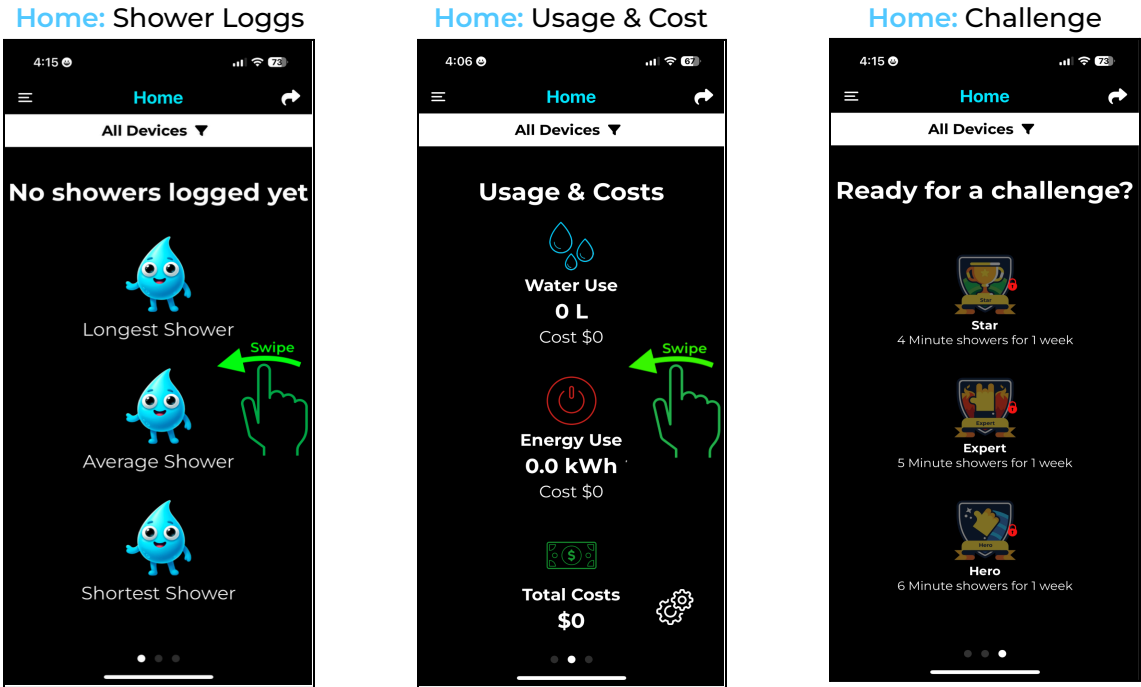 Home: Shower Loggs
4:15
73
Home
All Devices
No showers logged yet
Longest Shower
Swipe
Average Shower
Shortest Shower
Home: Usage & Cost
4:06
67
Home
All Devices
Usage & Costs
Water Use
0 L
Cost $0
Swipe
Energy Use
0.0 kWh
Cost $0
$
Total Costs
$0
Home: Challenge
4:15
73
Home
All Devices
Ready for a challenge?
Star
Star
4 Minute showers for 1 week
Expert
Expert
5 Minute showers for 1 week
Hero
Hero
6 Minute showers for 1 week